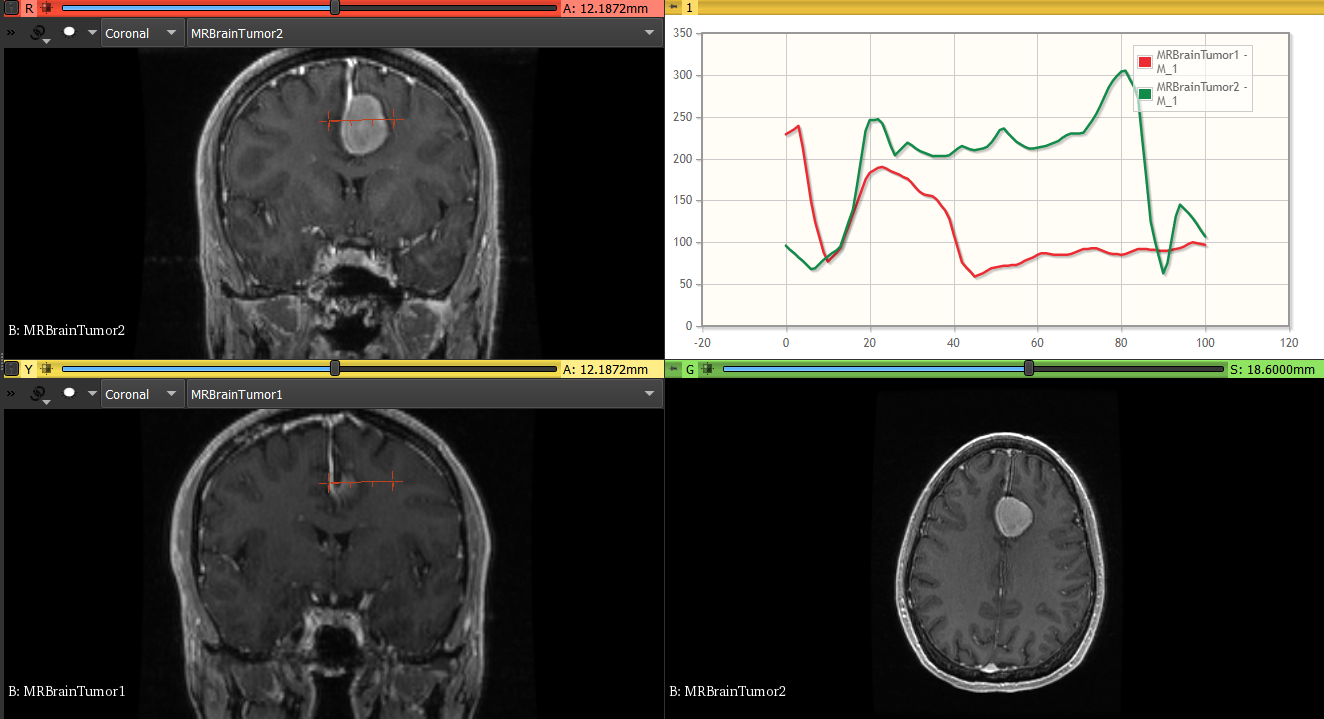 R
A: 12.1872mm
»
Coronal
MRBrainTumor2
B: MRBrainTumor2
1
350
300
250
200
150
100
50
0
-20
0
20
40
60
80
100
120
MRBrainTumor1 -
M_1
MRBrainTumor2 -
M_1
Y
A: 12.1872mm
»
Coronal
MRBrainTumor1
B: MRBrainTumor1
G
S: 18.6000mm
B: MRBrainTumor2